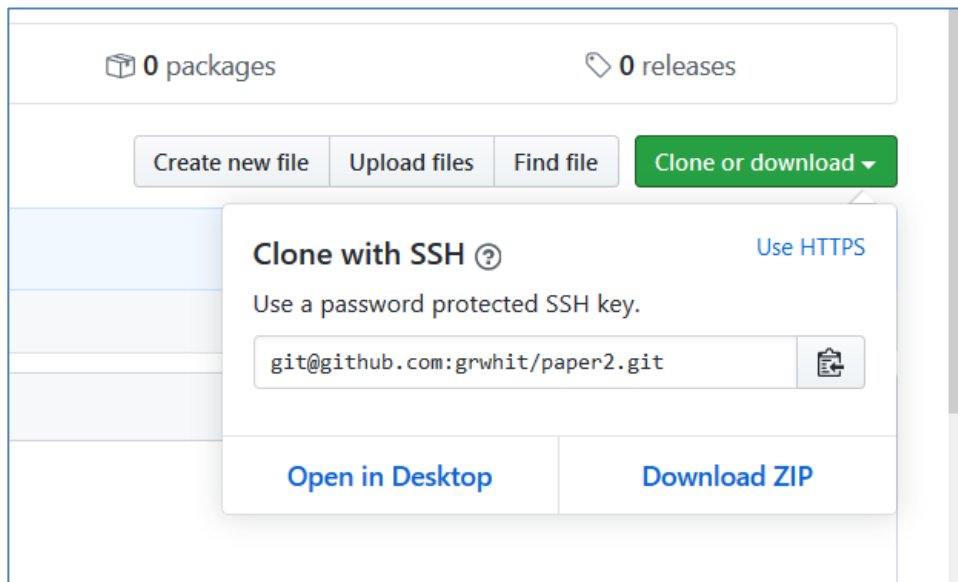 0 packages
0 releases
Create new file
Upload files
Find file
Clone or download
Clone with SSH ?
Use HTTPS
Use a password protected SSH key.
git@github.com:grwhit/paper2.git
Open in Desktop
Download ZIP